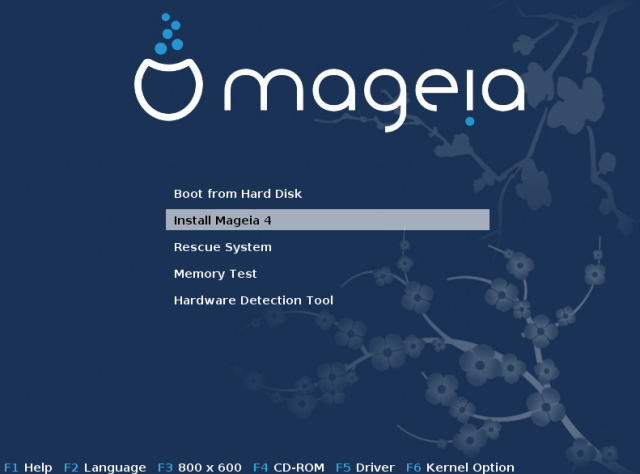 mageia
Boot from Hard Disk
Install Mageia 4
Rescue System
Memory Test
Hardware Detection Tool
F1 Help F2 Language F3 800 x 600 F4 CD-ROM F5 Driver F6 Kernel Option